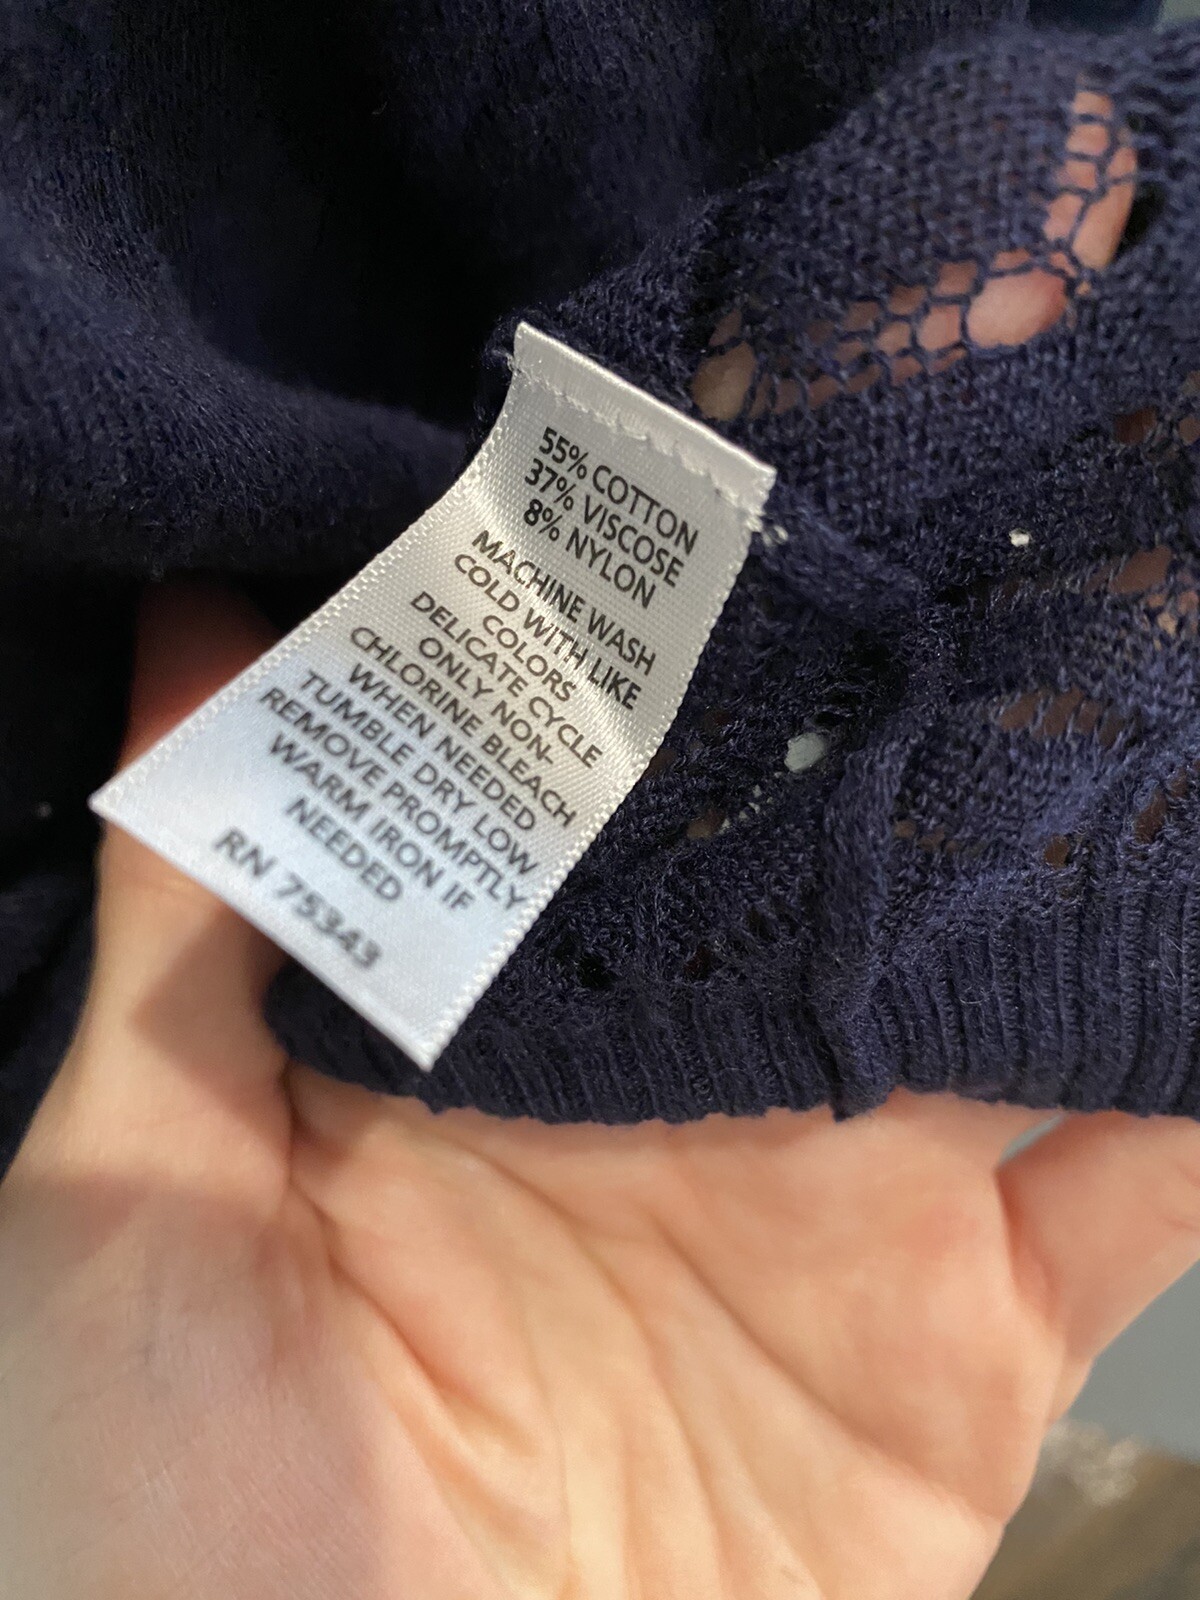 55% COTTON
37% VISCOSE
8% NYLON
MACHINE WASH
COLD WITH LIKE
COLORS
DELICATE CYCLE
ONLY NON-
CHLORINE BLEACH
WHEN NEEDED
TUMBLE DRY LOW
REMOVE PROMPTLY
WARM IRON IF
NEEDED
RN 75343